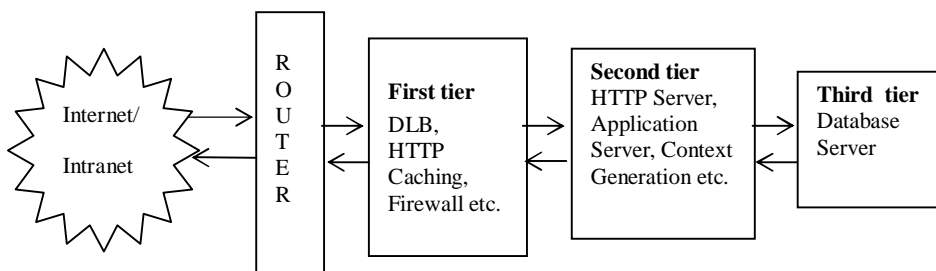 Internet/
Intranet
ROUTER
First tier
DLB,
HTTP
Caching,
Firewall etc.
Second tier
HTTP Server,
Application
Server, Context
Generation etc.
Third tier
Database
Server